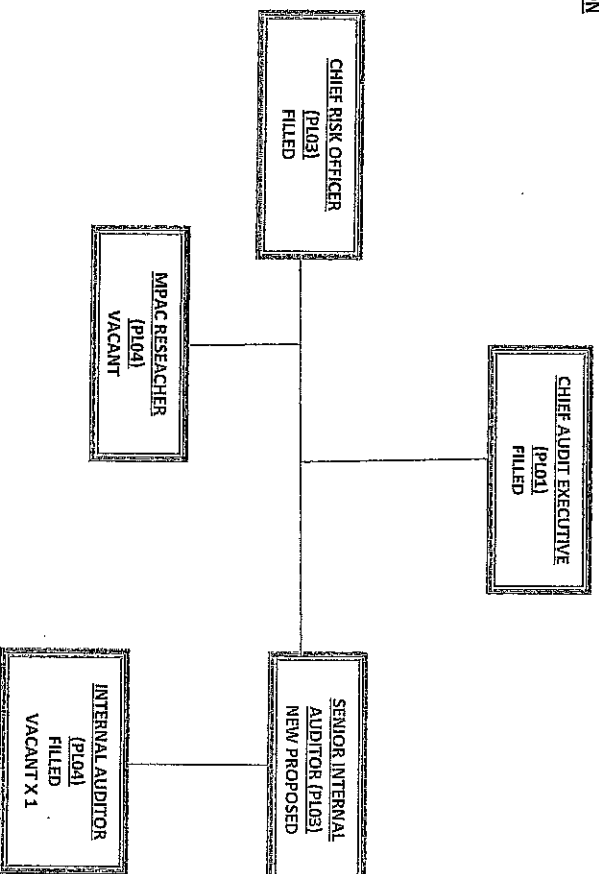 ON
CHIEF AUDIT EXECUTIVE
(PL01)
FILLED
CHIEF RISK OFFICER
(PL03)
FILLED
SENIOR INTERNAL
AUDITOR (PL03)
NEW PROPOSED
MPAC RESEACHER
(PL04)
VACANT
INTERNAL AUDITOR
(PL04)
FILLED
VACANT X 1